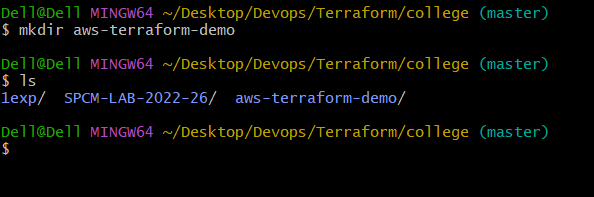 Dell@Dell MINGW64 ~/Desktop/Devops/Terraform/college (master)
$ mkdir aws-terraform-demo
Dell@Dell MINGW64 ~/Desktop/Devops/Terraform/college (master)
$ ls
1exp/  SPCM-LAB-2022-26/  aws-terraform-demo/
Dell@Dell MINGW64 ~/Desktop/Devops/Terraform/college (master)
$